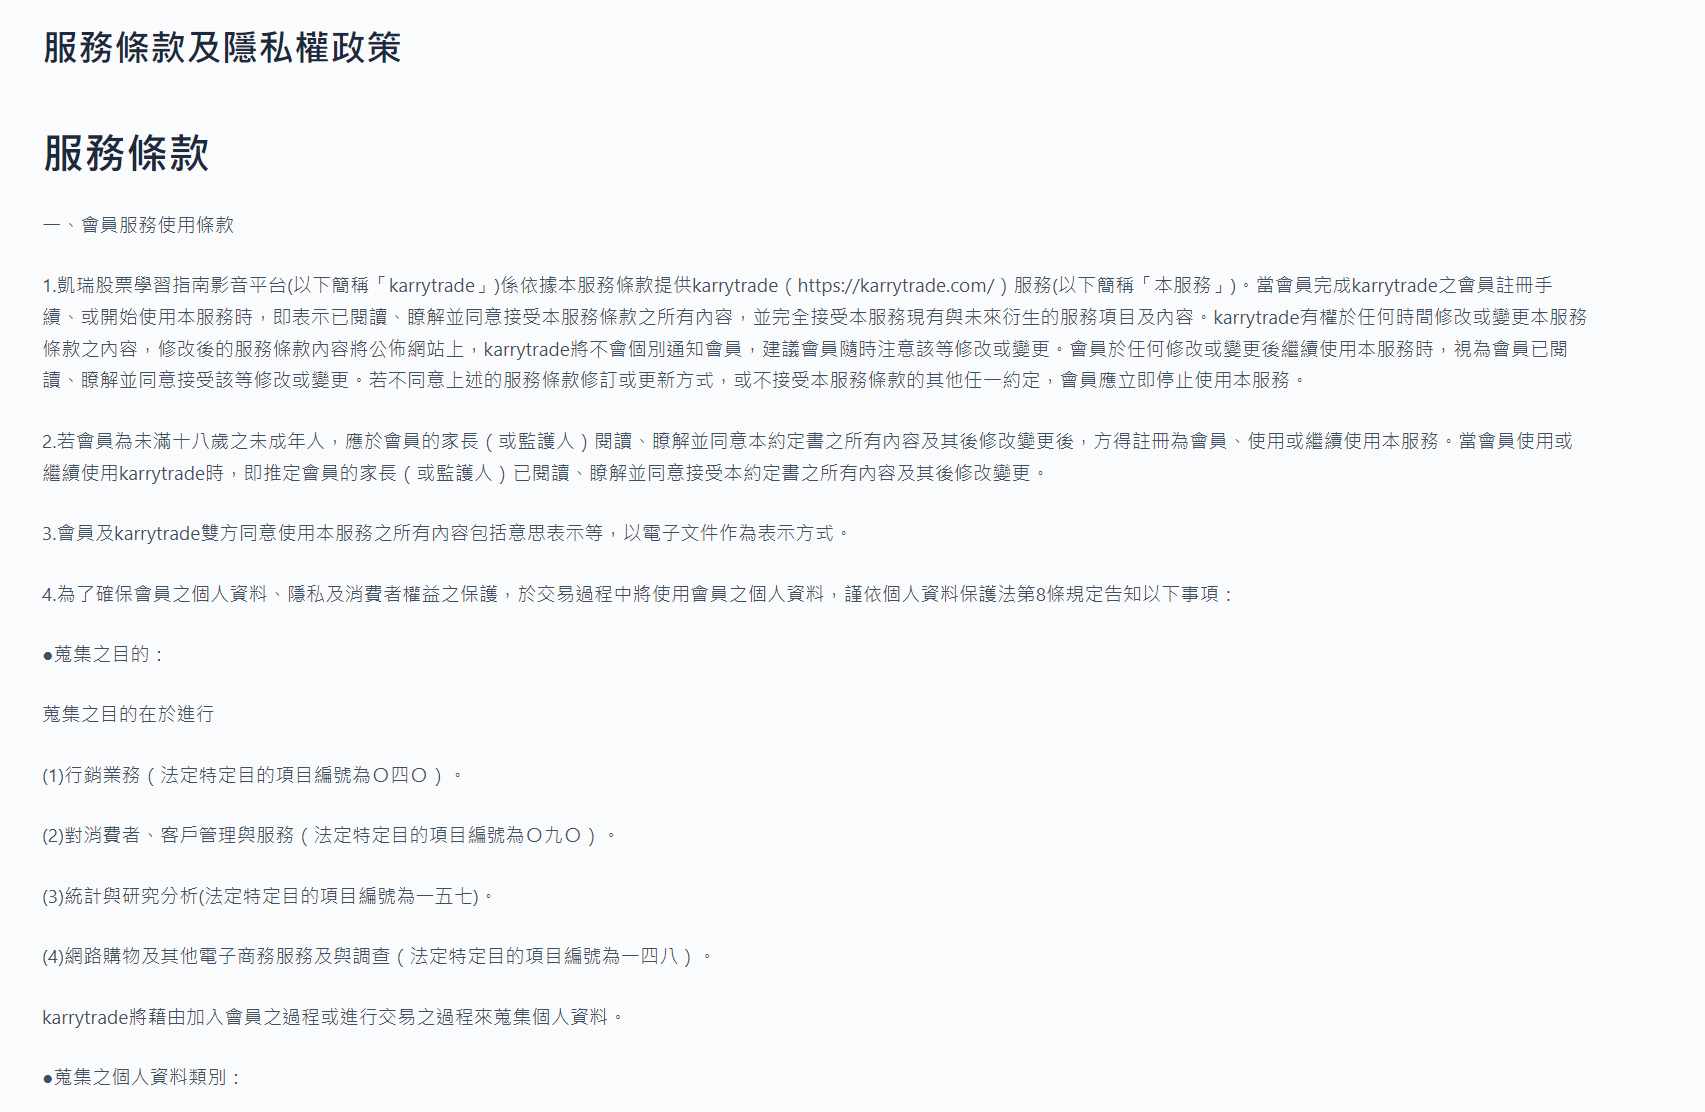 服務條款及隱私權政策
服務條款
一、會員服務使用條款
1.凱瑞股票學習指南影音平台(以下簡稱「karrytrade」)係依據本服務條款提供karrytrade（https://karrytrade.com/）服務(以下簡稱「本服務」)。當會員完成karrytrade之會員註冊手
續、或開始使用本服務時，即表示已閱讀、瞭解並同意接受本服務條款之所有內容，並完全接受本服務現有與未來衍生的服務項目及內容。karrytrade有權於任何時間修改或變更本服務
條款之內容，修改後的服務條款內容將公佈網站上，karrytrade將不會個別通知會員，建議會員隨時注意該等修改或變更。會員於任何修改或變更後繼續使用本服務時，視為會員已閱
讀、瞭解並同意接受該等修改或變更。若不同意上述的服務條款修訂或更新方式，或不接受本服務條款的其他任一約定，會員應立即停止使用本服務。
2.若會員為未滿十八歲之未成年人，應於會員的家長（或監護人）閱讀、瞭解並同意本約定書之所有內容及其後修改變更後，方得註冊為會員、使用或繼續使用本服務。當會員使用或
繼續使用karrytrade時，即推定會員的家長（或監護人）已閱讀、瞭解並同意接受本約定書之所有內容及其後修改變更。
3.會員及karrytrade雙方同意使用本服務之所有內容包括意思表示等，以電子文件作為表示方式。
4.為了確保會員之個人資料、隱私及消費者權益之保護，於交易過程中將使用會員之個人資料，謹依個人資料保護法第8條規定告知以下事項：
●蒐集之目的：
蒐集之目的在於進行
(1)行銷業務（法定特定目的項目編號為〇四〇）。
(2)對消費者、客戶管理與服務（法定特定目的項目編號為〇九〇）。
(3)統計與研究分析(法定特定目的項目編號為一五七)。
(4)網路購物及其他電子商務服務及與調查（法定特定目的項目編號為一四八）。
karrytrade將藉由加入會員之過程或進行交易之過程來蒐集個人資料。
●蒐集之個人資料類別：